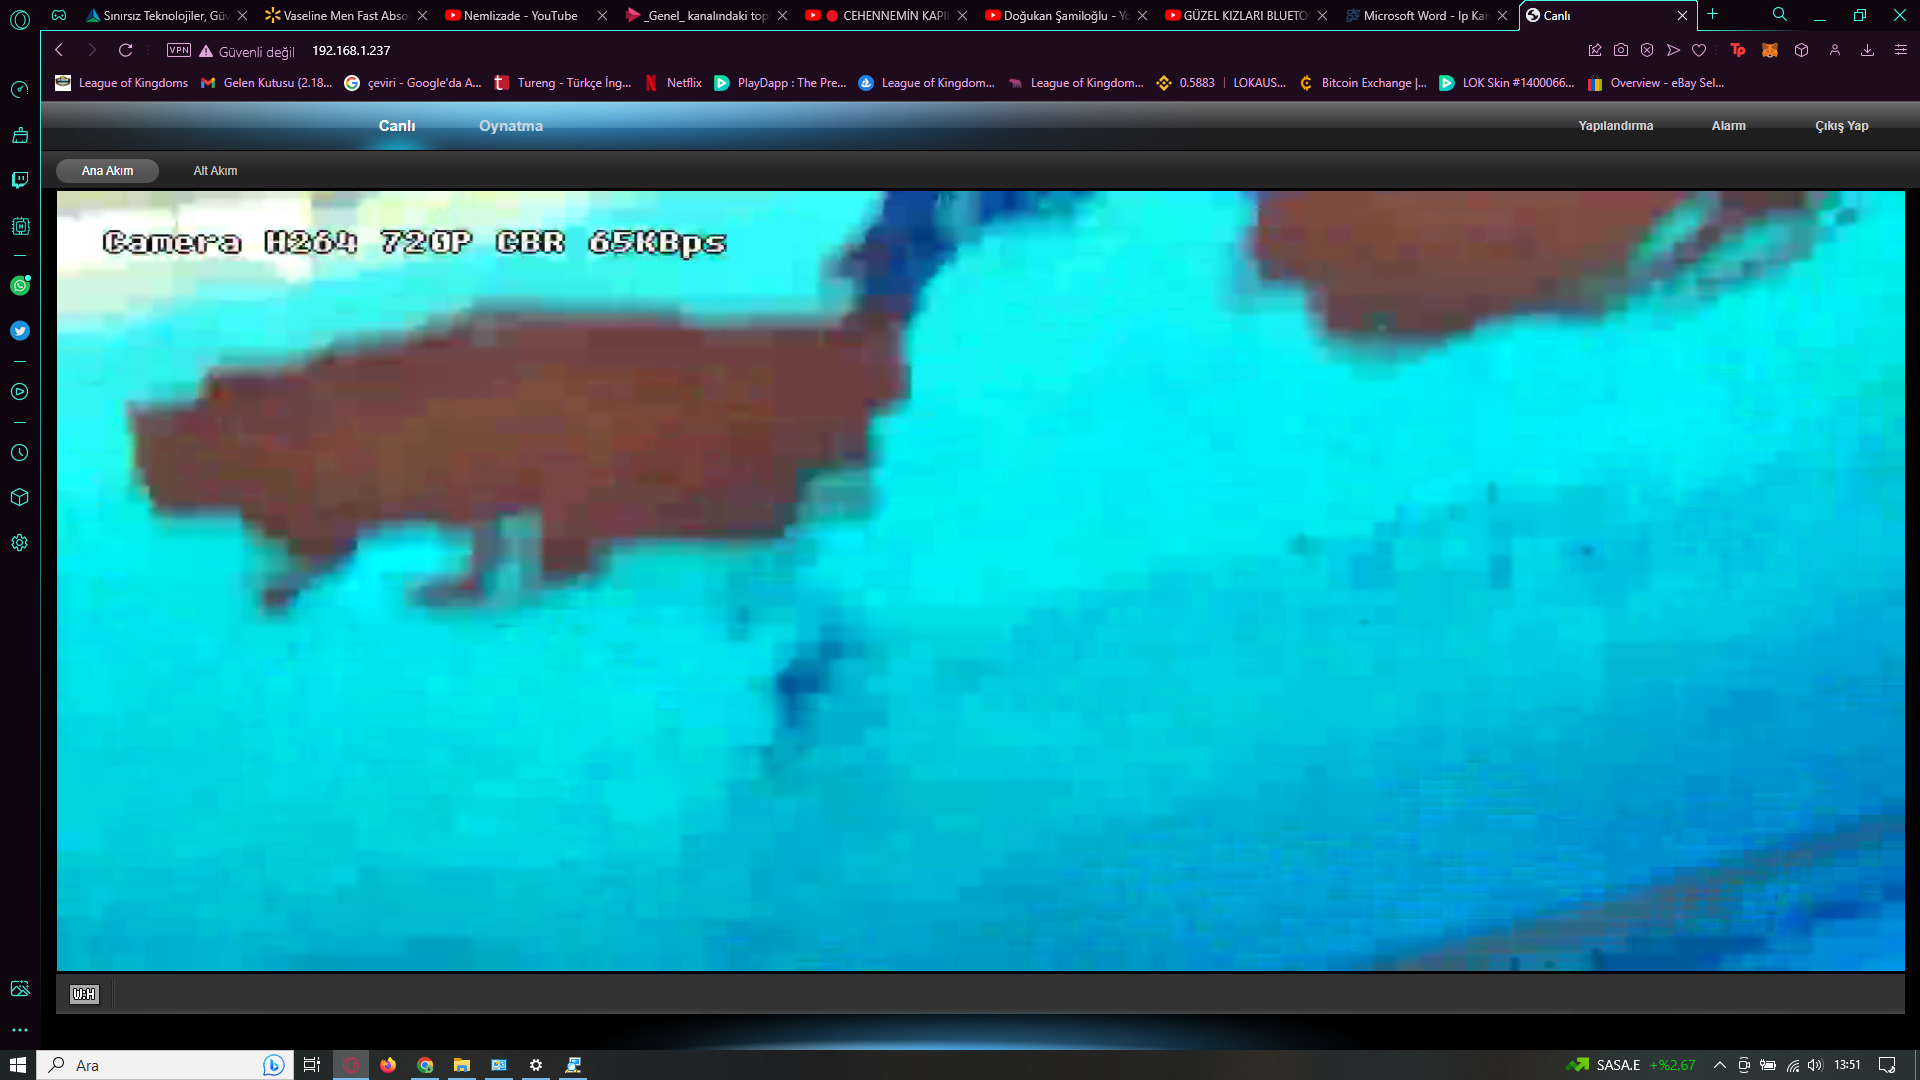 Sınırsız Teknolojiler, Güv
Vaseline Men Fast Abso
Nemlizade - YouTube
_Genel_ kanalındaki top
CEHENNEMİN KAPI
Doğukan Şamiloğlu - Yo
GÜZEL KIZLARI BLUETO
Microsoft Word - Ip Kar
Canlı
VPN
Güvenli değil
192.168.1.237
Tp
League of Kingdoms
Gelen Kutusu (2.18...
çeviri - Google'da A...
Tureng - Türkçe İng...
Netflix
PlayDapp : The Pre...
League of Kingdom...
League of Kingdom...
0.5883 | LOKAUS...
Bitcoin Exchange |...
LOK Skin #1400066...
Overview - eBay Sel...
Canlı
Oynatma
Yapılandırma
Alarm
Çıkış Yap
Ana Akım
Alt Akım
Camera H264 720P CBR 65KBps
W:H
Ara
SASA.E +%2.67
13:51